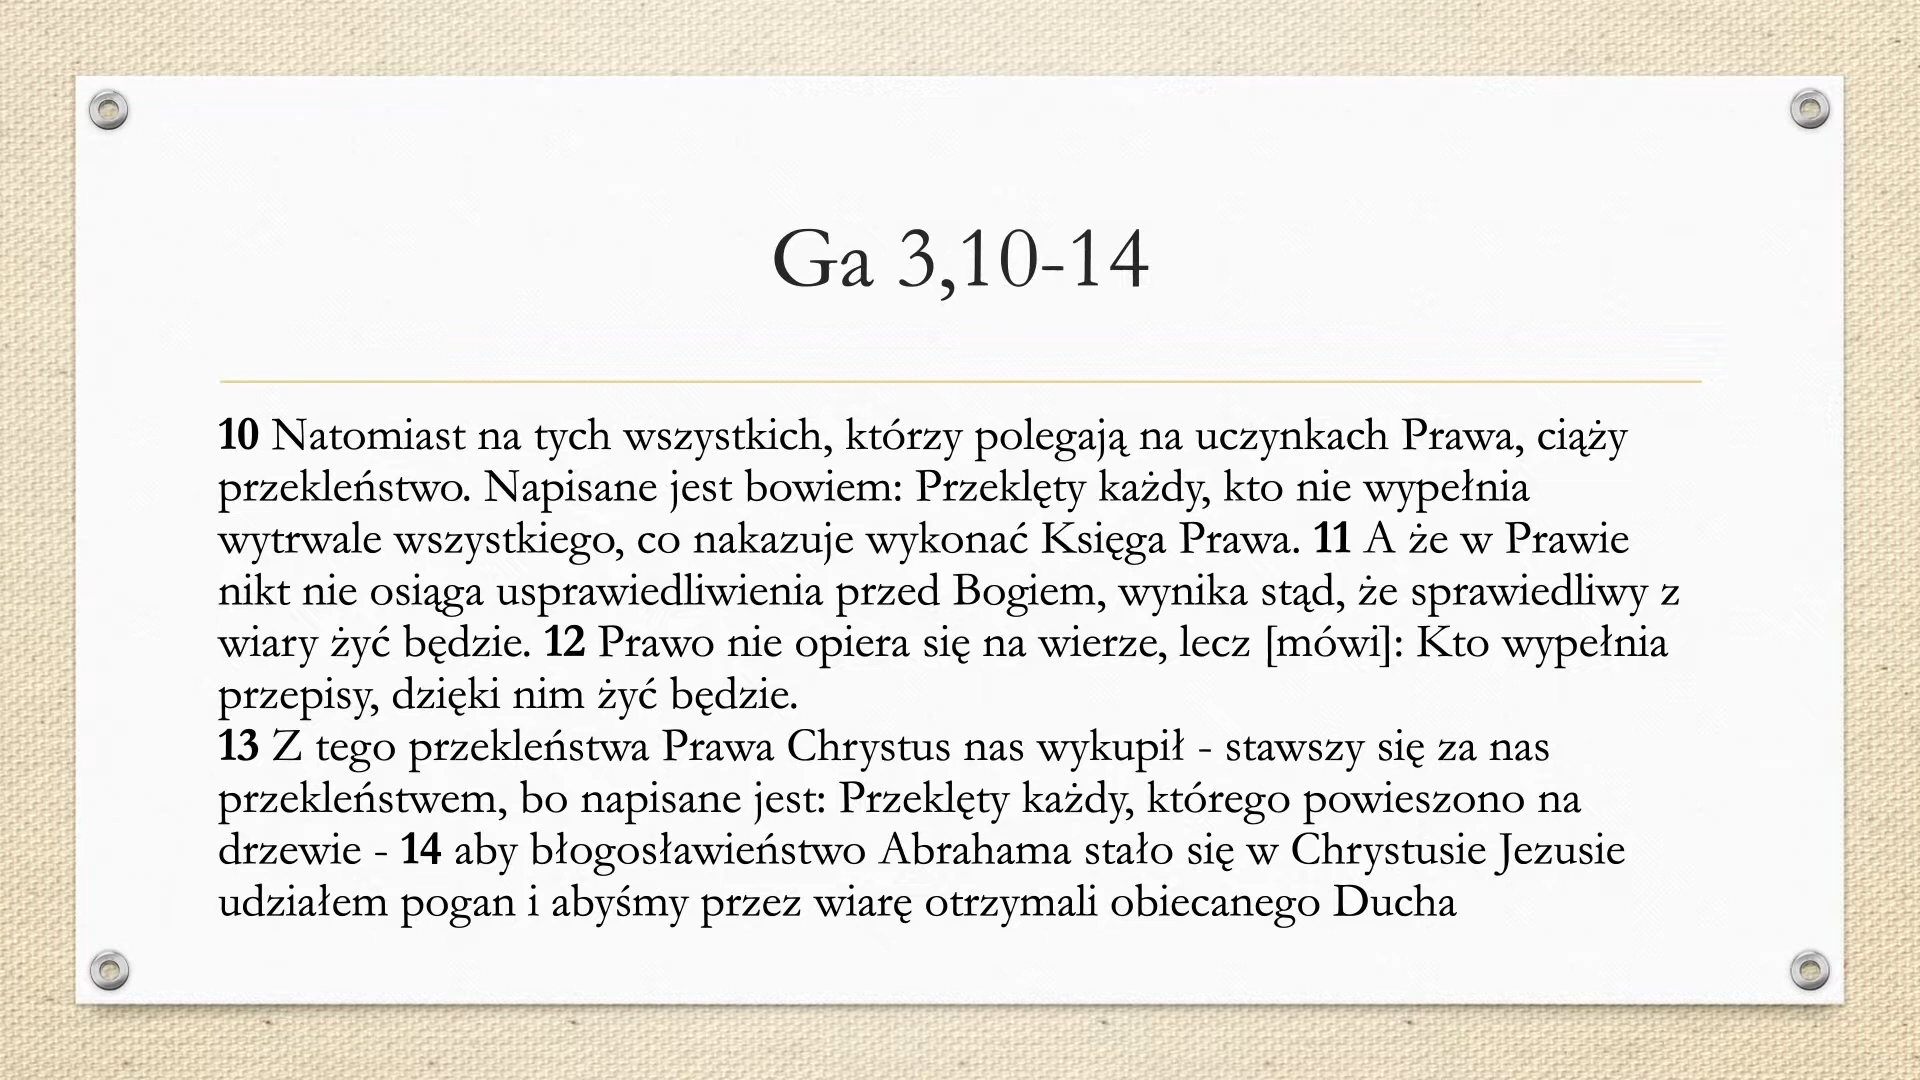 Ga 3,10-14
10 Natomiast na tych wszystkich, którzy polegają na uczynkach Prawa, ciąży
przekleństwo. Napisane jest bowiem: Przeklęty każdy, kto nie wypełnia
wytrwale wszystkiego, co nakazuje wykonać Księga Prawa. 11 A że w Prawie
nikt nie osiąga usprawiedliwienia przed Bogiem, wynika stąd, że sprawiedliwy z
wiary żyć będzie. 12 Prawo nie opiera się na wierze, lecz [mówi]: Kto wypełnia
przepisy, dzięki nim żyć będzie.
13 Z tego przekleństwa Prawa Chrystus nas wykupił - stawszy się za nas
przekleństwem, bo napisane jest: Przeklęty każdy, którego powieszono na
drzewie - 14 aby błogosławieństwo Abrahama stało się w Chrystusie Jezusie
udziałem pogan i abyśmy przez wiarę otrzymali obiecanego Ducha